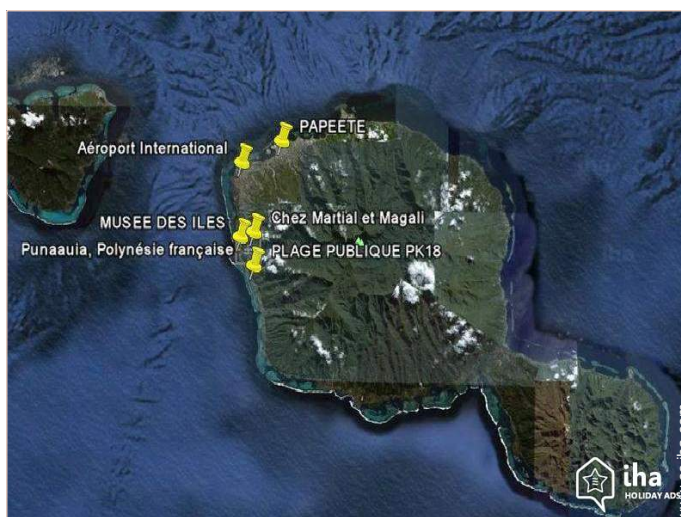 PAPEETE
Aéroport International
MUSEE DES ILES
Chez Martial et Magali
Punaauia, Polynésie française
PLAGE PUBLIQUE PK18
iha
HOLIDAY ADS